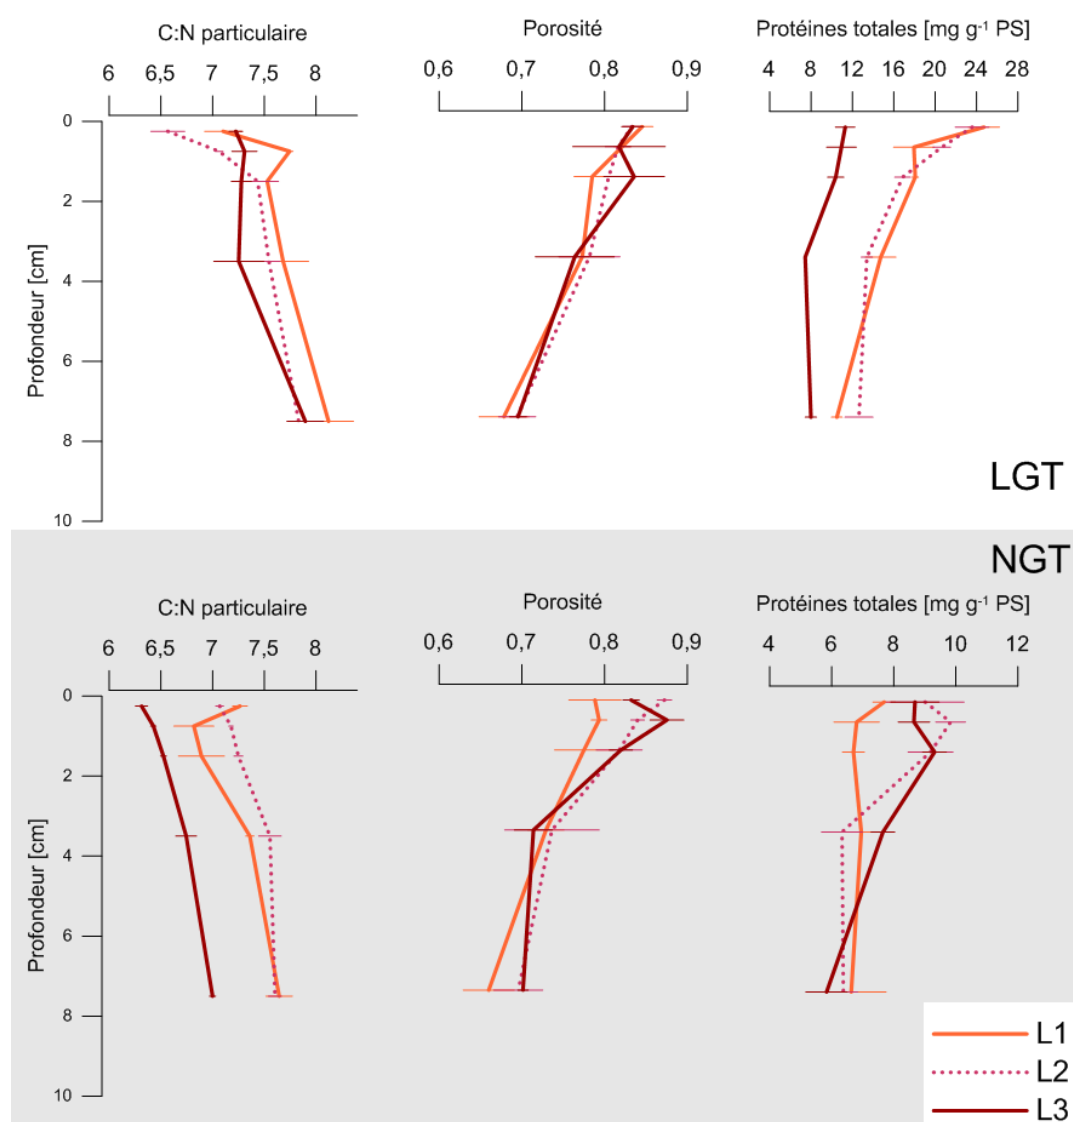 C:N particulaire
6 6,5 7 7,5 8
Porosité
0,6 0,7 0,8 0,9
Protéines totales [mg g⁻¹ PS]
4 8 12 16 20 24 28
Profondeur [cm]
0
2
4
6
8
10
LGT
NGT
C:N particulaire
6 6,5 7 7,5 8
Porosité
0,6 0,7 0,8 0,9
Protéines totales [mg g⁻¹ PS]
4 6 8 10 12
Profondeur [cm]
0
2
4
6
8
10
L1
L2
L3